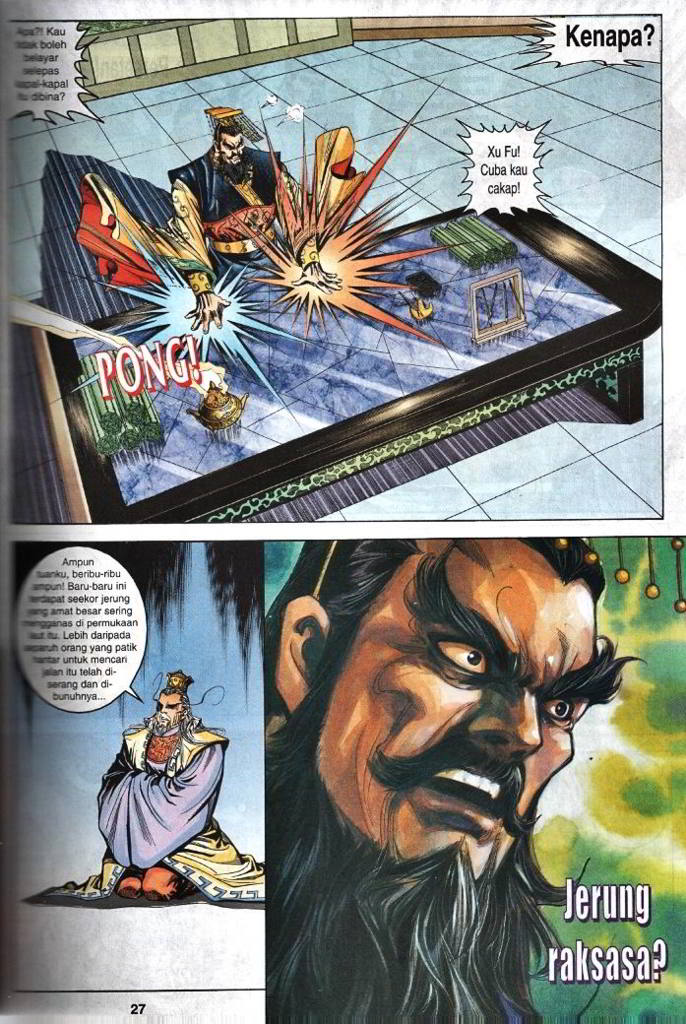 Apa?! Kau
tidak boleh
belayar
selepas
kapal-kapal
itu dibina?
Kenapa?
Xu Fu!
Cuba kau
cakap!
PONG!
Ampun
tuanku, beribu-ribu
ampun! Baru-baru ini
terdapat seekor jerung
yang amat besar sering
mengganas di permukaan
laut itu. Lebih daripada
separuh orang yang patik
hantar untuk mencari
jalan itu telah di-
serang dan di-
bunuhnya...
Jerung
raksasa?
27